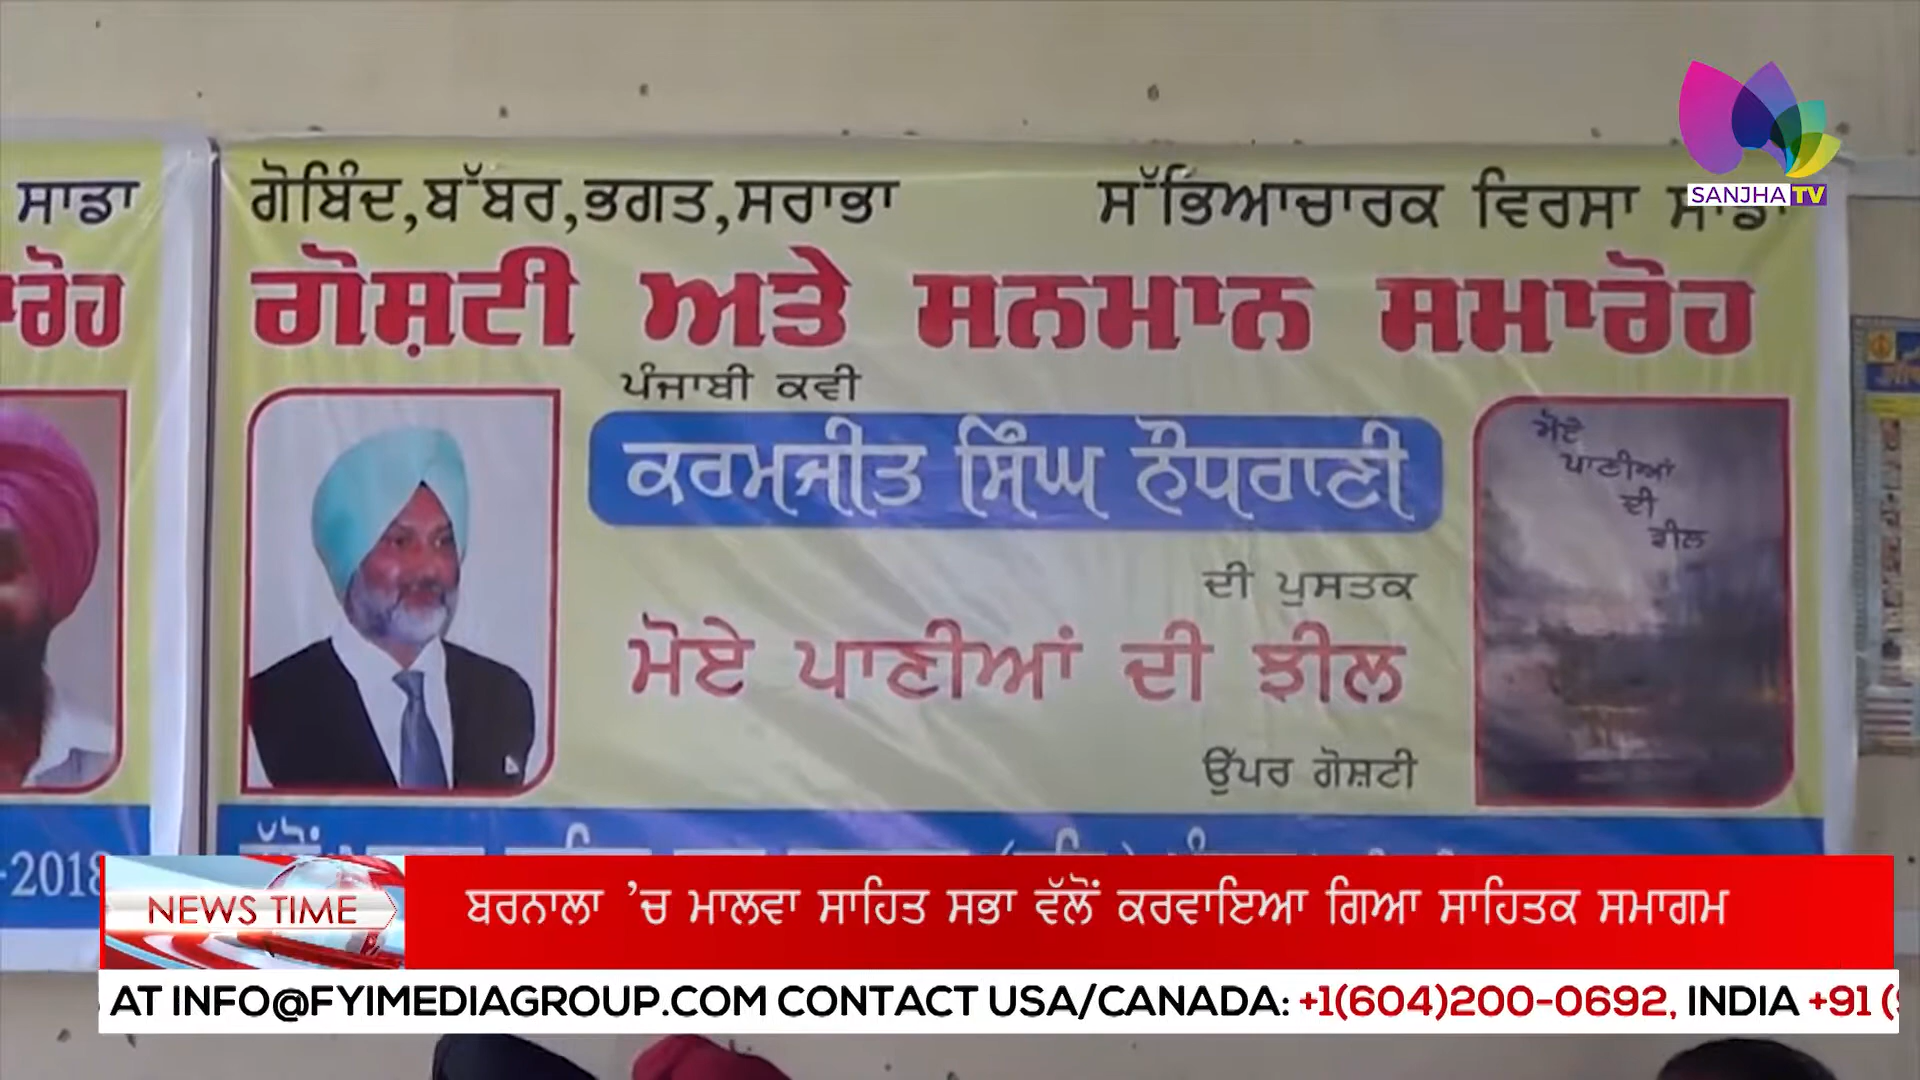 SANJHA TV
ਸਾਡਾ
ਗੋਬਿੰਦ,ਬੱਬਰ,ਭਗਤ,ਸਰਾਭਾ
ਸੱਭਿਆਚਾਰਕ ਵਿਰਸਾ ਸਾਡਾ
ਗੋਸ਼ਟੀ ਅਤੇ ਸਨਮਾਨ ਸਮਾਰੋਹ
ਪੰਜਾਬੀ ਕਵੀ
ਕਰਮਜੀਤ ਸਿੰਘ ਨੌਧਰਾਣੀ
ਦੀ ਪੁਸਤਕ
ਮੋਏ ਪਾਣੀਆਂ ਦੀ ਝੀਲ
ਉੱਪਰ ਗੋਸ਼ਟੀ
ਮੋਏ
ਪਾਣੀਆਂ
ਦੀ
ਝੀਲ
-2018
NEWS TIME
ਬਰਨਾਲਾ ’ਚ ਮਾਲਵਾ ਸਾਹਿਤ ਸਭਾ ਵੱਲੋਂ ਕਰਵਾਇਆ ਗਿਆ ਸਾਹਿਤਕ ਸਮਾਗਮ
AT INFO@FYIMEDIAGROUP.COM CONTACT USA/CANADA: +1(604)200-0692, INDIA +91 (